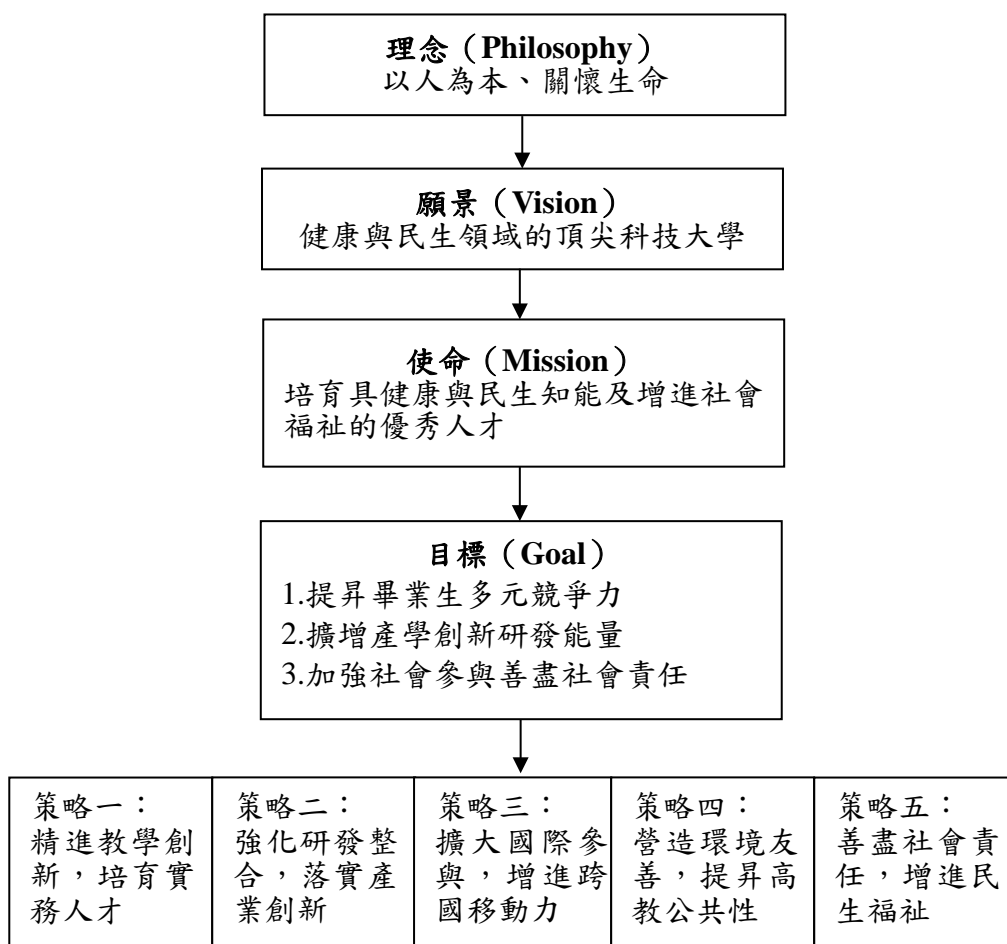 理念（Philosophy）
以人為本、關懷生命
願景（Vision）
健康與民生領域的頂尖科技大學
使命（Mission）
培育具健康與民生知能及增進社會
福祉的優秀人才
目標（Goal）
1.提昇畢業生多元競爭力
2.擴增產學創新研發能量
3.加強社會參與善盡社會責任
策略一：
精進教學創
新，培育實
務人才
策略二：
強化研發整
合，落實產
業創新
策略三：
擴大國際參
與，增進跨
國移動力
策略四：
營造環境友
善，提昇高
教公共性
策略五：
善盡社會責
任，增進民
生福祉